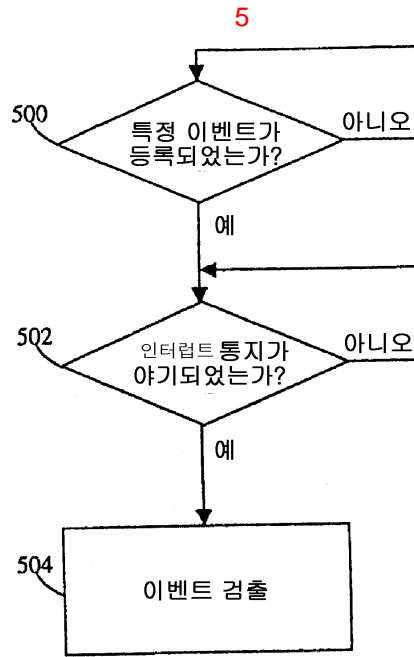 5
500
특정 이벤트가
등록되었는가?
아니오
예
502
인터럽트 통지가
야기되었는가?
아니오
예
504
이벤트 검출